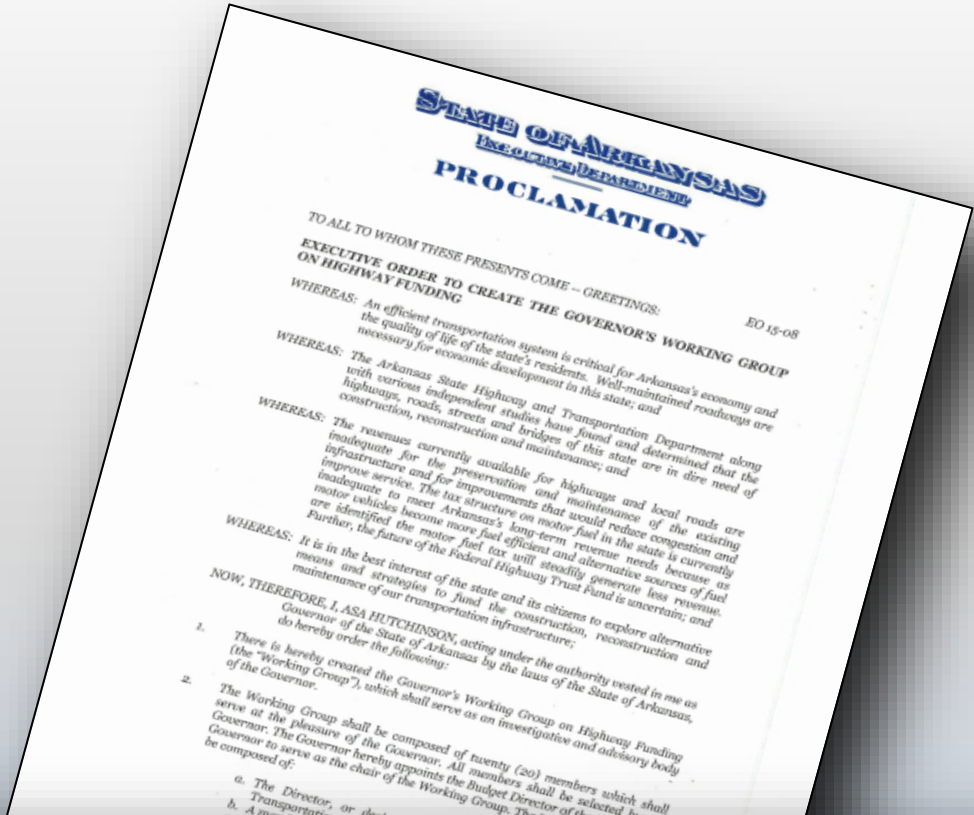 STATE OF ARKANSAS
EXECUTIVE DEPARTMENT
PROCLAMATION
TO ALL TO WHOM THESE PRESENTS COME – GREETINGS:
EO 15-08
EXECUTIVE ORDER TO CREATE THE GOVERNOR'S WORKING GROUP
ON HIGHWAY FUNDING
WHEREAS: An efficient transportation system is critical for Arkansas's economy and
the quality of life of the state's residents. Well-maintained roadways are
necessary for economic development in this state; and
WHEREAS: The Arkansas State Highway and Transportation Department along
with various independent studies have found and determined that the
highways, roads, streets and bridges of this state are in dire need of
construction, reconstruction and maintenance; and
WHEREAS: The revenues currently available for highways and local roads are
inadequate for the preservation and maintenance of the existing
infrastructure and for improvements that would reduce congestion and
improve service. The tax structure on motor fuel in the state is currently
inadequate to meet Arkansas's long-term revenue needs because as
motor vehicles become more fuel efficient and alternative sources of fuel
are identified the motor fuel tax will steadily generate less revenue.
Further, the future of the Federal Highway Trust Fund is uncertain; and
WHEREAS: It is in the best interest of the state and its citizens to explore alternative
means and strategies to fund the construction, reconstruction and
maintenance of our transportation infrastructure;
NOW, THEREFORE, I, ASA HUTCHINSON, acting under the authority vested in me as
Governor of the State of Arkansas by the laws of the State of Arkansas,
do hereby order the following:
1. There is hereby created the Governor's Working Group on Highway Funding
(the "Working Group"), which shall serve as an investigative and advisory body
of the Governor.
2. The Working Group shall be composed of twenty (20) members which shall
serve at the pleasure of the Governor. All members shall be selected by
Governor. The Governor hereby appoints the Budget Director of the
Governor to serve as the chair of the Working Group. The
be composed of:
a. The Director, or
b. A